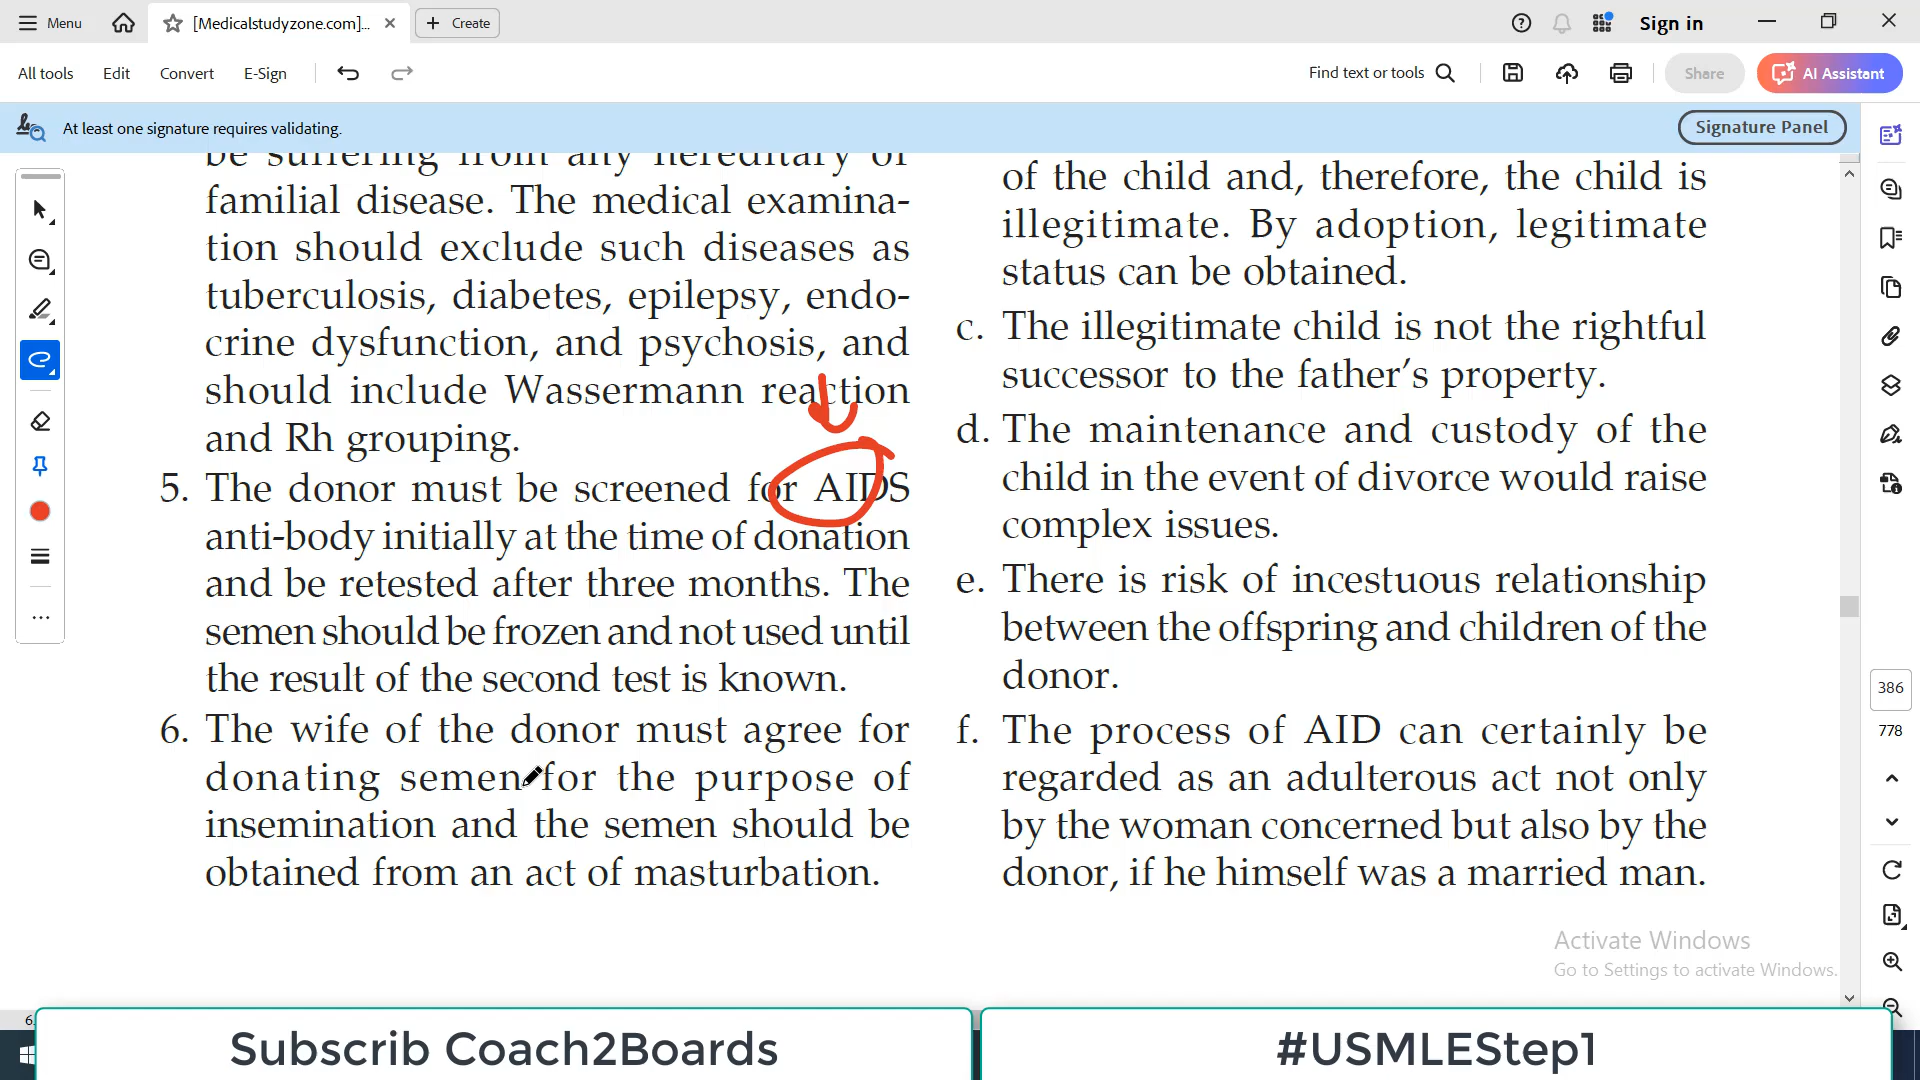 Menu
[Medicalstudyzone.com]...
Create
Sign in
All tools
Edit
Convert
E-Sign
Find text or tools
Share
AI Assistant
At least one signature requires validating.
Signature Panel
be suffering from any hereditary or
familial disease. The medical examina-
tion should exclude such diseases as
tuberculosis, diabetes, epilepsy, endo-
crine dysfunction, and psychosis, and
should include Wassermann reaction
and Rh grouping.
5. The donor must be screened for AIDS
anti-body initially at the time of donation
and be retested after three months. The
semen should be frozen and not used until
the result of the second test is known.
6. The wife of the donor must agree for
donating semen for the purpose of
insemination and the semen should be
obtained from an act of masturbation.
of the child and, therefore, the child is
illegitimate. By adoption, legitimate
status can be obtained.
c. The illegitimate child is not the rightful
successor to the father's property.
d. The maintenance and custody of the
child in the event of divorce would raise
complex issues.
e. There is risk of incestuous relationship
between the offspring and children of the
donor.
f. The process of AID can certainly be
regarded as an adulterous act not only
by the woman concerned but also by the
donor, if he himself was a married man.
386
778
Activate Windows
Go to Settings to activate Windows.
Subscrib Coach2Boards
#USMLEStep1